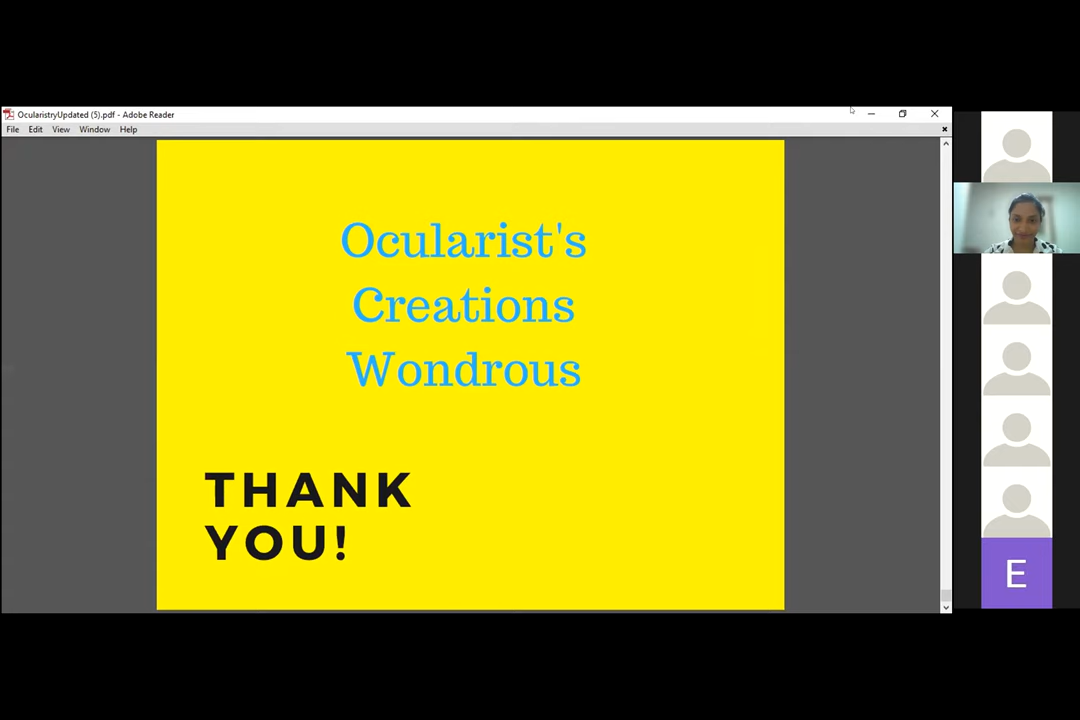 OcularistryUpdated (5).pdf - Adobe Reader
File Edit View Window Help
Ocularist's
Creations
Wondrous
THANK
YOU!
E